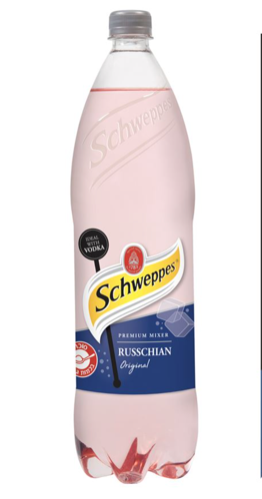 Schweppes
IDEAL
WITH
VODKA
Schweppes
PREMIUM MIXER
RUSSCHIAN
Original